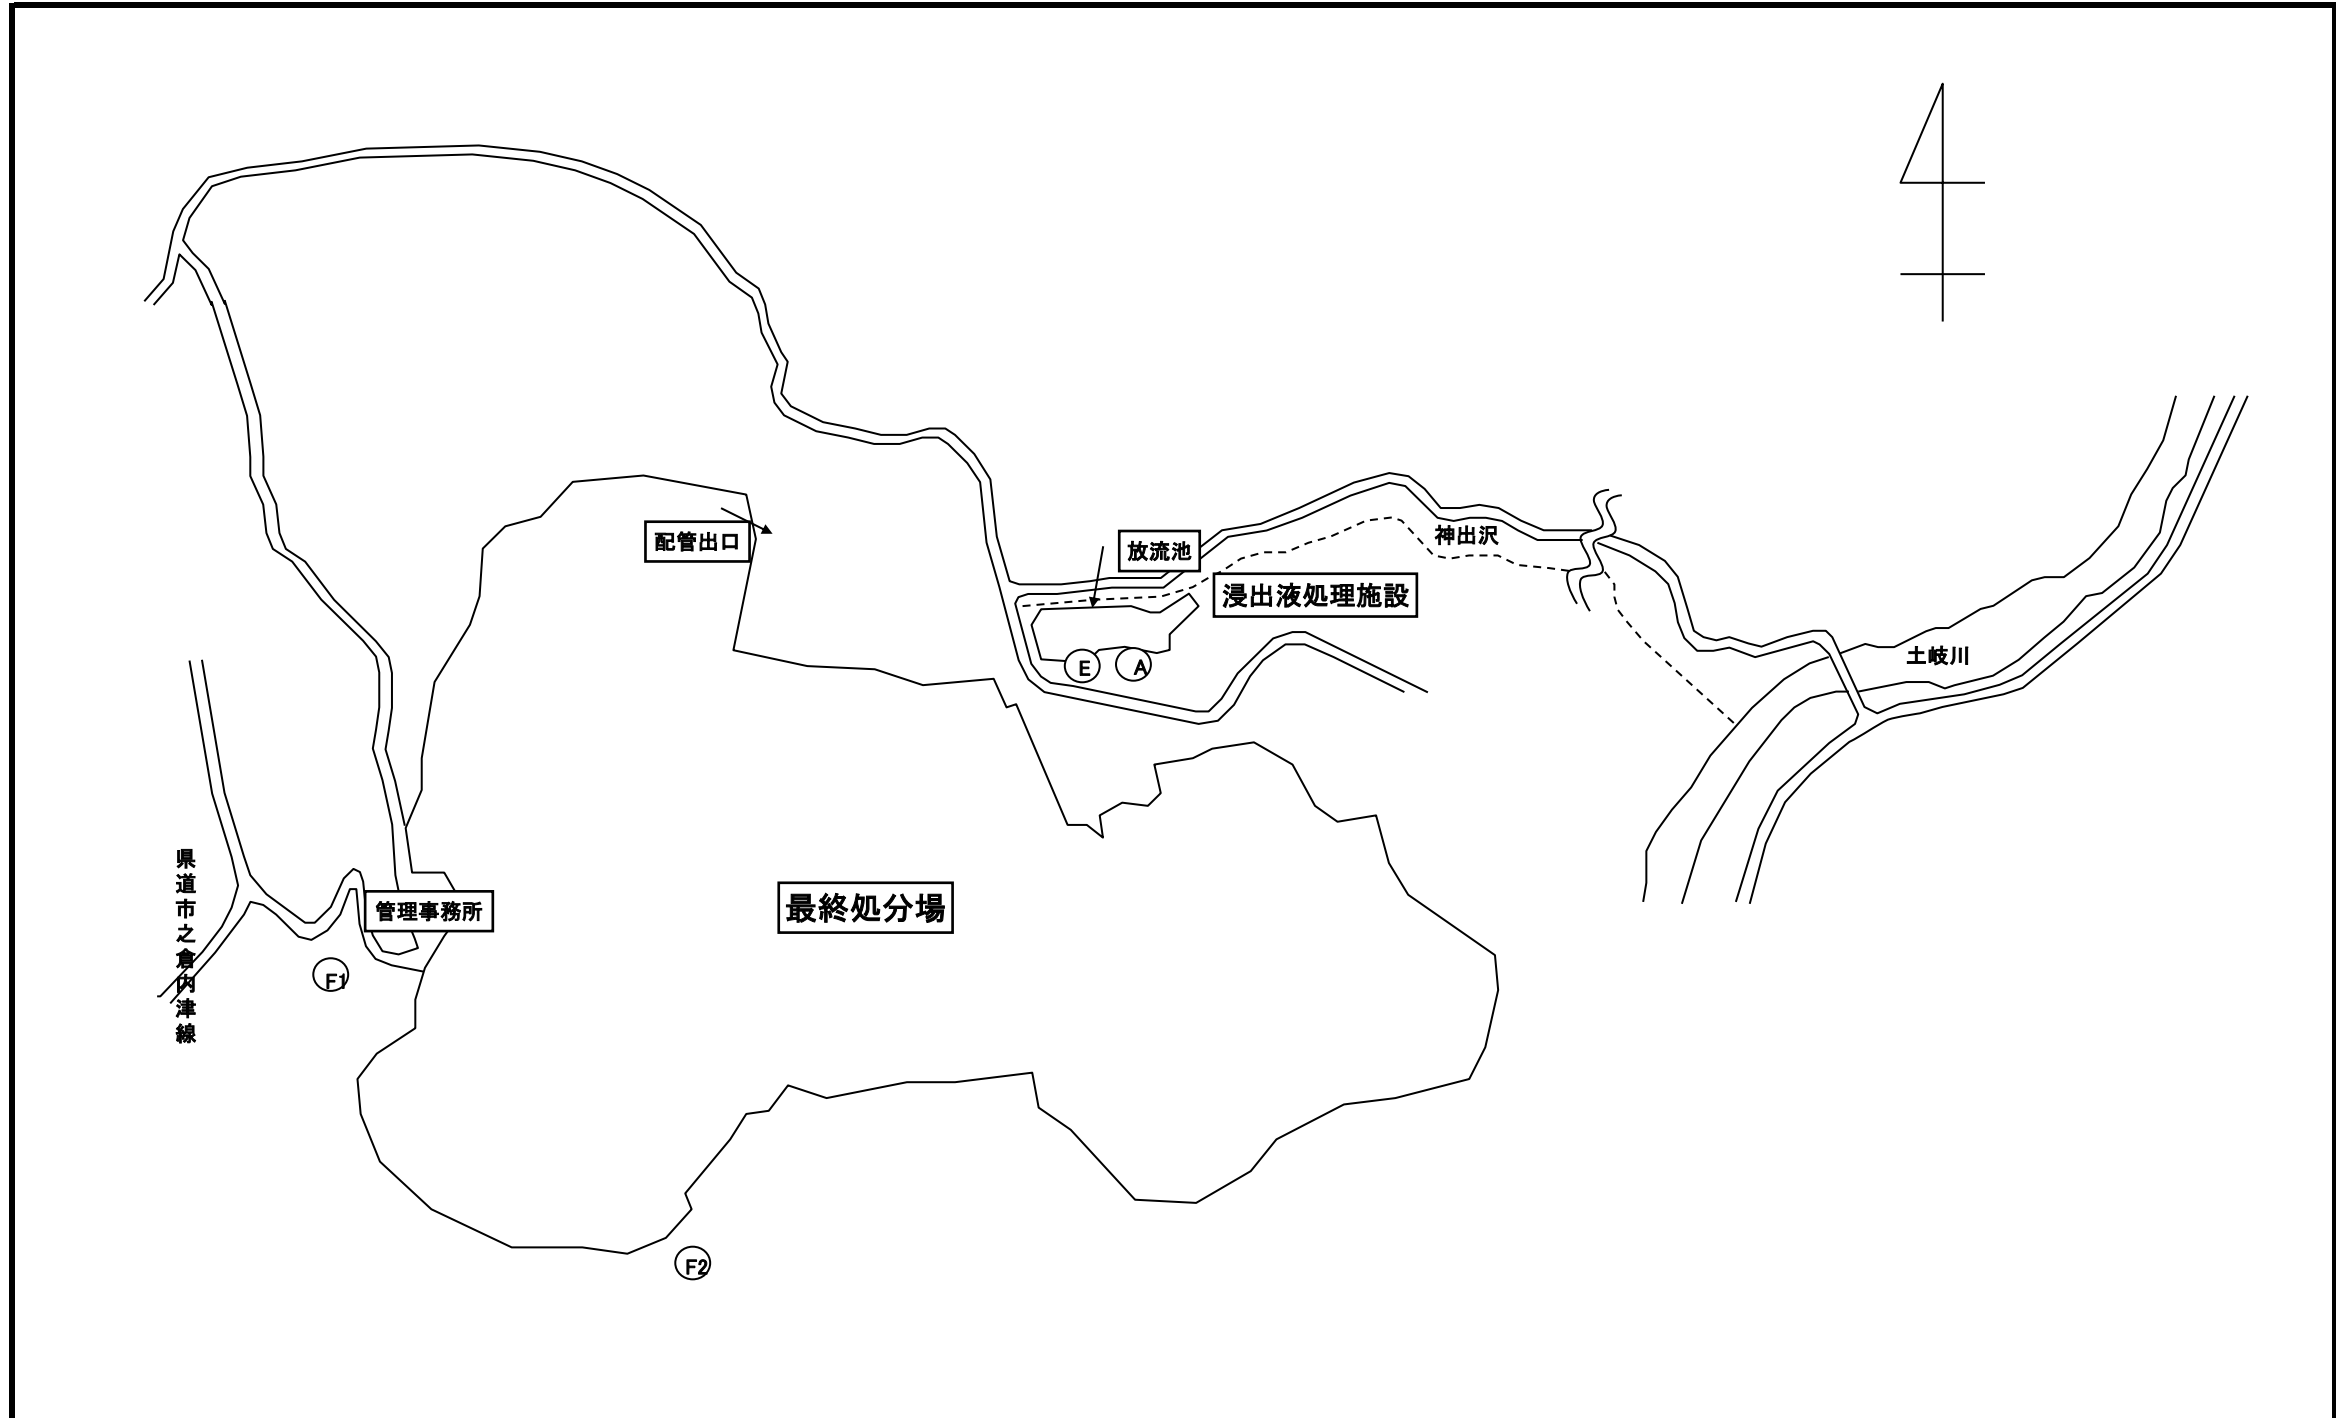 神出沢
配管出口
放流池
浸出液処理施設
土岐川
E
A
県道市之倉内津線
管理事務所
最終処分場
F1
F2